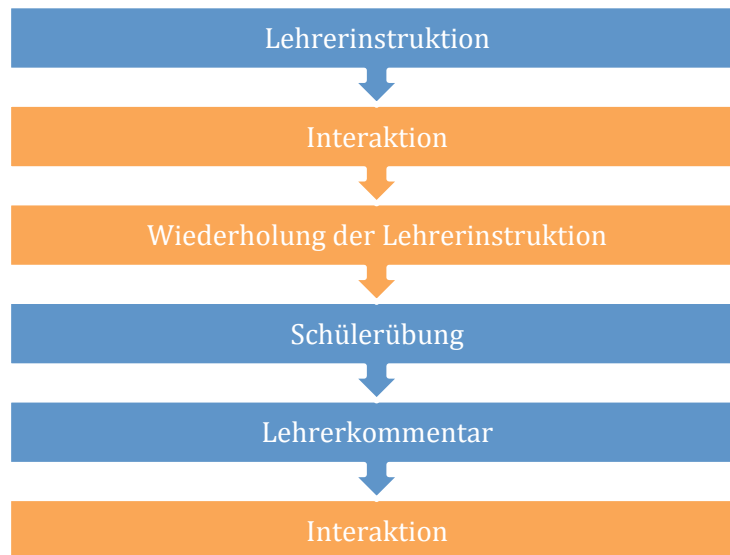 Lehrerinstruktion
Interaktion
Wiederholung der Lehrerinstruktion
Schülerübung
Lehrerkommentar
Interaktion